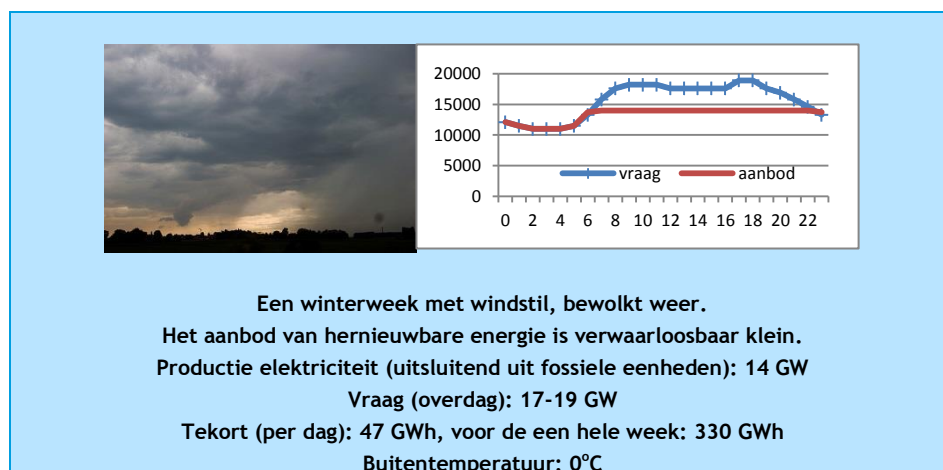 20000
15000
10000
5000
0
vraag aanbod
0 2 4 6 8 10 12 14 16 18 20 22
Een winterweek met windstil, bewolkt weer.
Het aanbod van hernieuwbare energie is verwaarloosbaar klein.
Productie elektriciteit (uitsluitend uit fossiele eenheden): 14 GW
Vraag (overdag): 17-19 GW
Tekort (per dag): 47 GWh, voor de een hele week: 330 GWh
Buitentemperatuur: 0°C